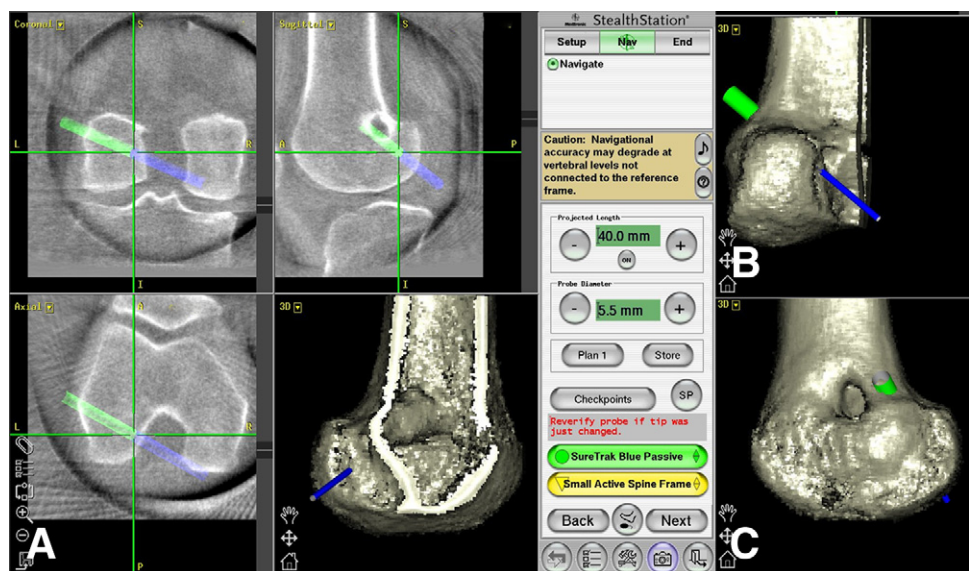 Coronal
S
L
R
I
Sagittal
S
A
P
I
Axial
A
L
R
P
3D
A
Medtronic
StealthStation®
Setup
Nav
End
Navigate
Caution: Navigational
accuracy may degrade at
vertebral levels not
connected to the reference
frame.
?
Projected Length
-
40.0 mm
+
ON
Probe Diameter
-
5.5 mm
+
Plan 1
Store
Checkpoints
SP
Reverify probe if tip was
just changed.
SureTrak Blue Passive
Small Active Spine Frame
Back
Next
3D
B
3D
C